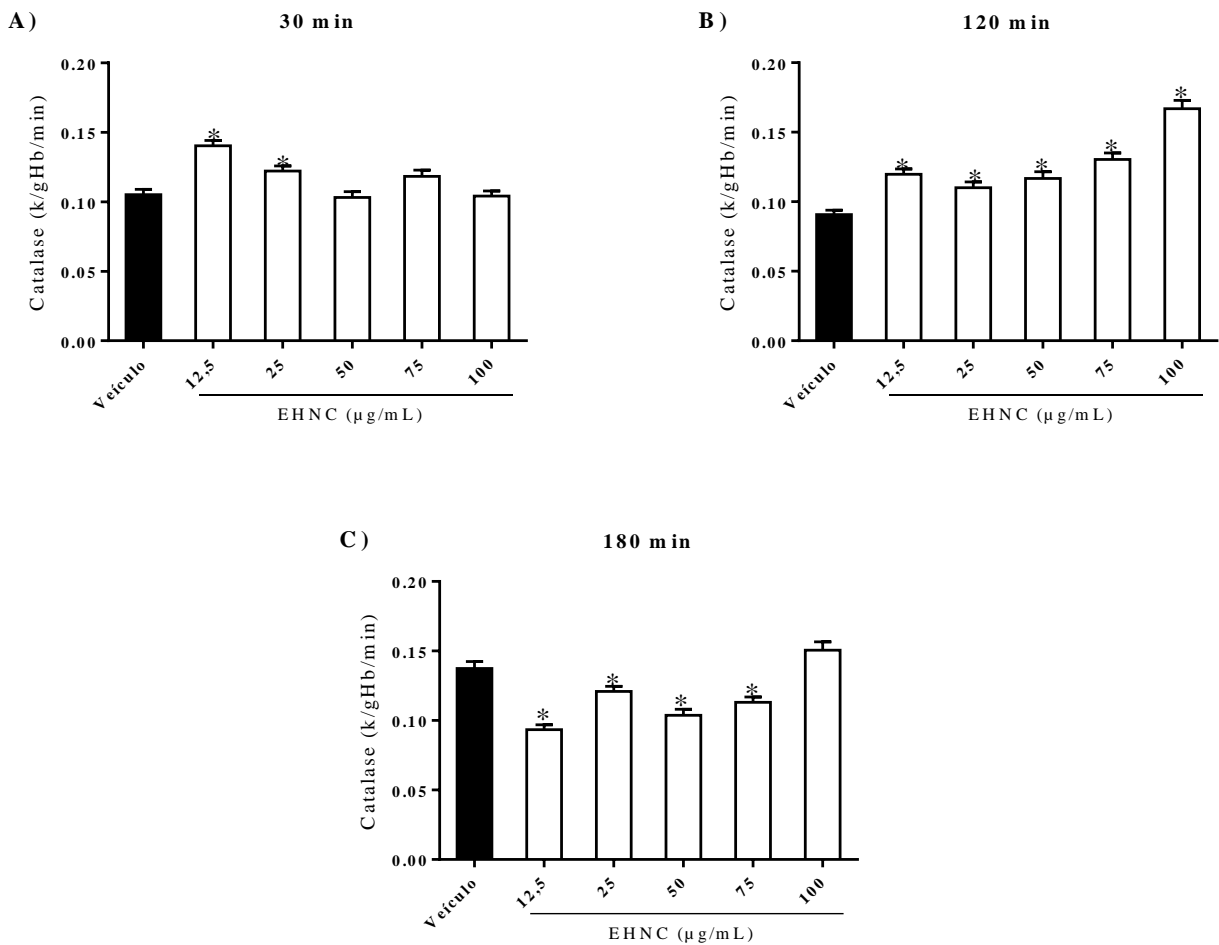 A) 30 min
Catalase (k/gHb/min)
0.20
0.15
*
*
0.10
0.05
0.00
Veículo 12,5 25 50 75 100
EHNC (µg/mL)
B) 120 min
Catalase (k/gHb/min)
0.20
*
0.15
* * * *
0.10
0.05
0.00
Veículo 12,5 25 50 75 100
EHNC (µg/mL)
C) 180 min
Catalase (k/gHb/min)
0.20
0.15
* * * *
0.10
0.05
0.00
Veículo 12,5 25 50 75 100
EHNC (µg/mL)